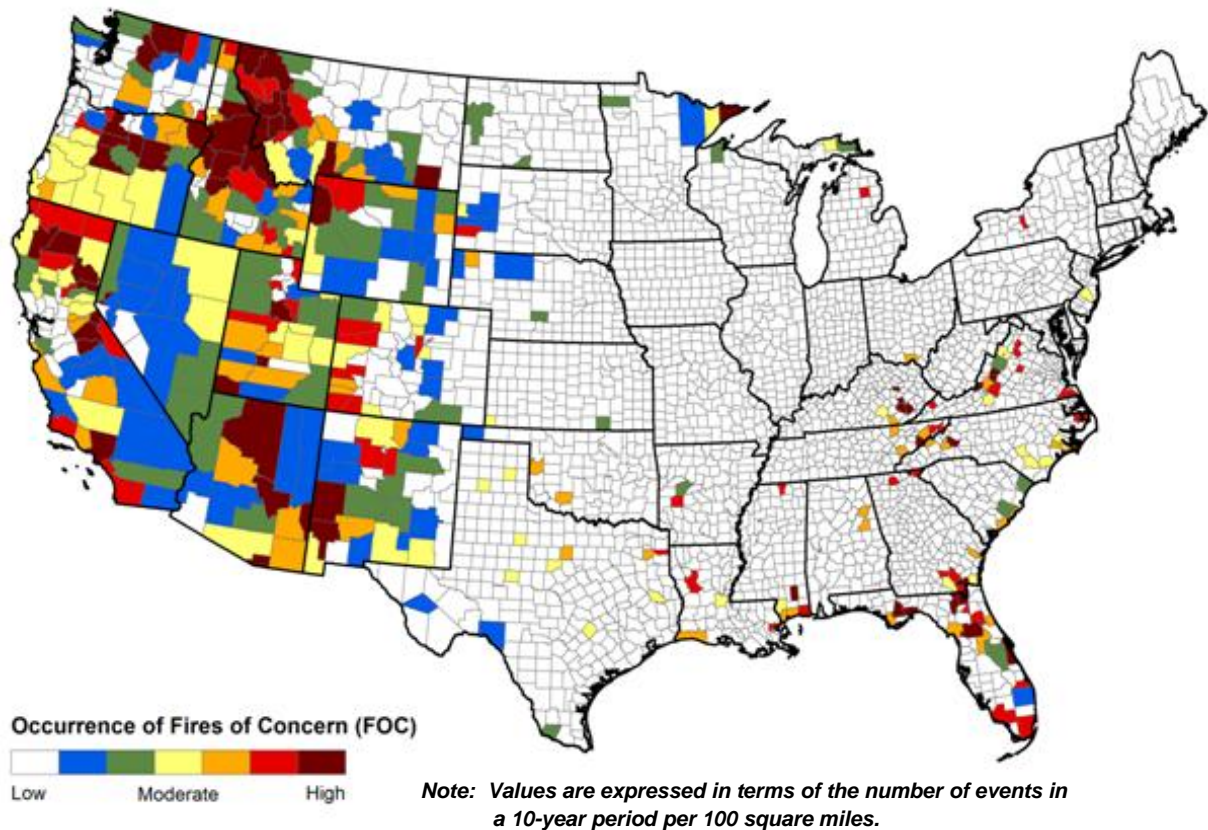 Occurrence of Fires of Concern (FOC)
Low Moderate High
Note: Values are expressed in terms of the number of events in
a 10-year period per 100 square miles.